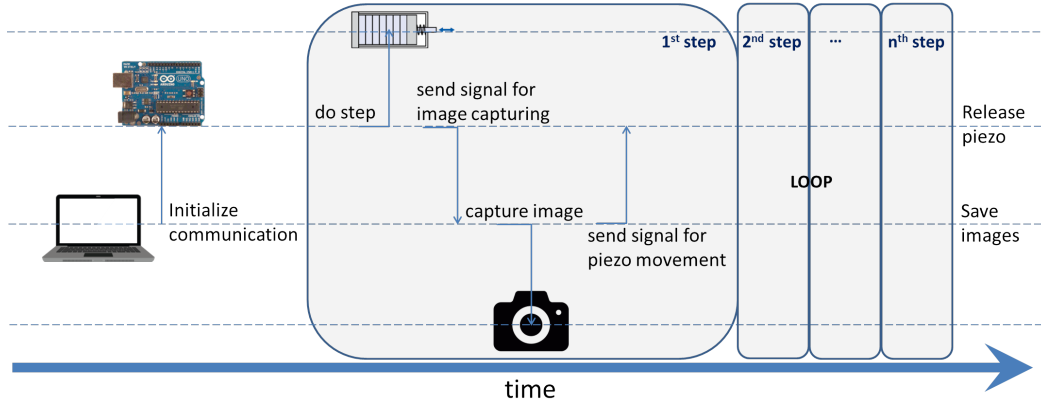 1st step
2nd step
...
nth step
do step
send signal for
image capturing
Release
piezo
LOOP
Initialize
communication
capture image
send signal for
piezo movement
Save
images
time